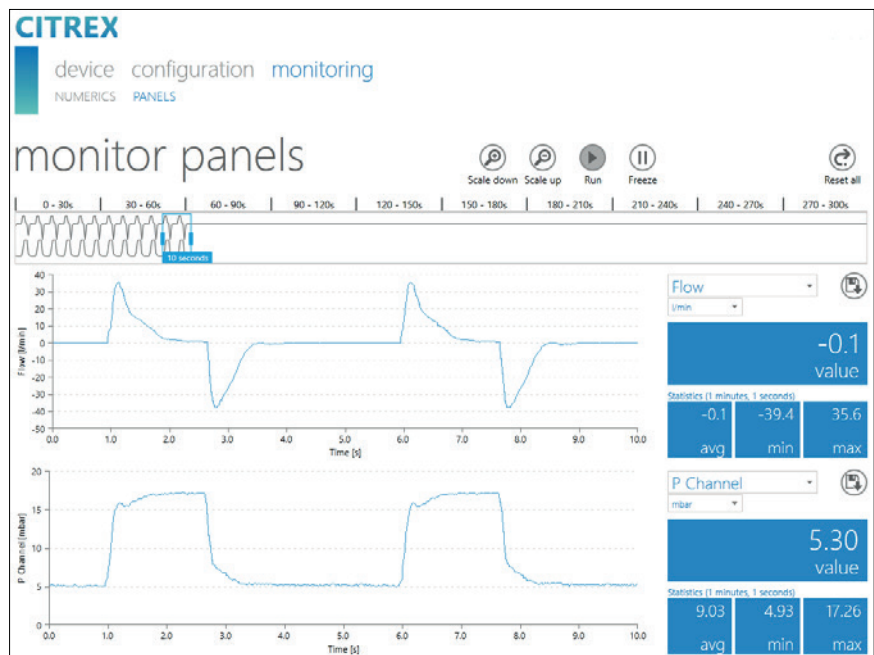 CITREX
device configuration monitoring
NUMERICS PANELS
monitor panels
Scale down Scale up Run Freeze Reset all
0 - 30s 30 - 60s 60 - 90s 90 - 120s 120 - 150s 150 - 180s 180 - 210s 210 - 240s 240 - 270s 270 - 300s
10 seconds
Flow [l/min]
40
30
20
10
0
-10
-20
-30
-40
-50
0.0 1.0 2.0 3.0 4.0 5.0 6.0 7.0 8.0 9.0 10.0
Time [s]
Flow
l/min
-0.1
value
Statistics (1 minutes, 1 seconds)
-0.1 -39.4 35.6
avg min max
P Channel [mbar]
20
15
10
5
0
0.0 1.0 2.0 3.0 4.0 5.0 6.0 7.0 8.0 9.0 10.0
Time [s]
P Channel
mbar
5.30
value
Statistics (1 minutes, 1 seconds)
9.03 4.93 17.26
avg min max